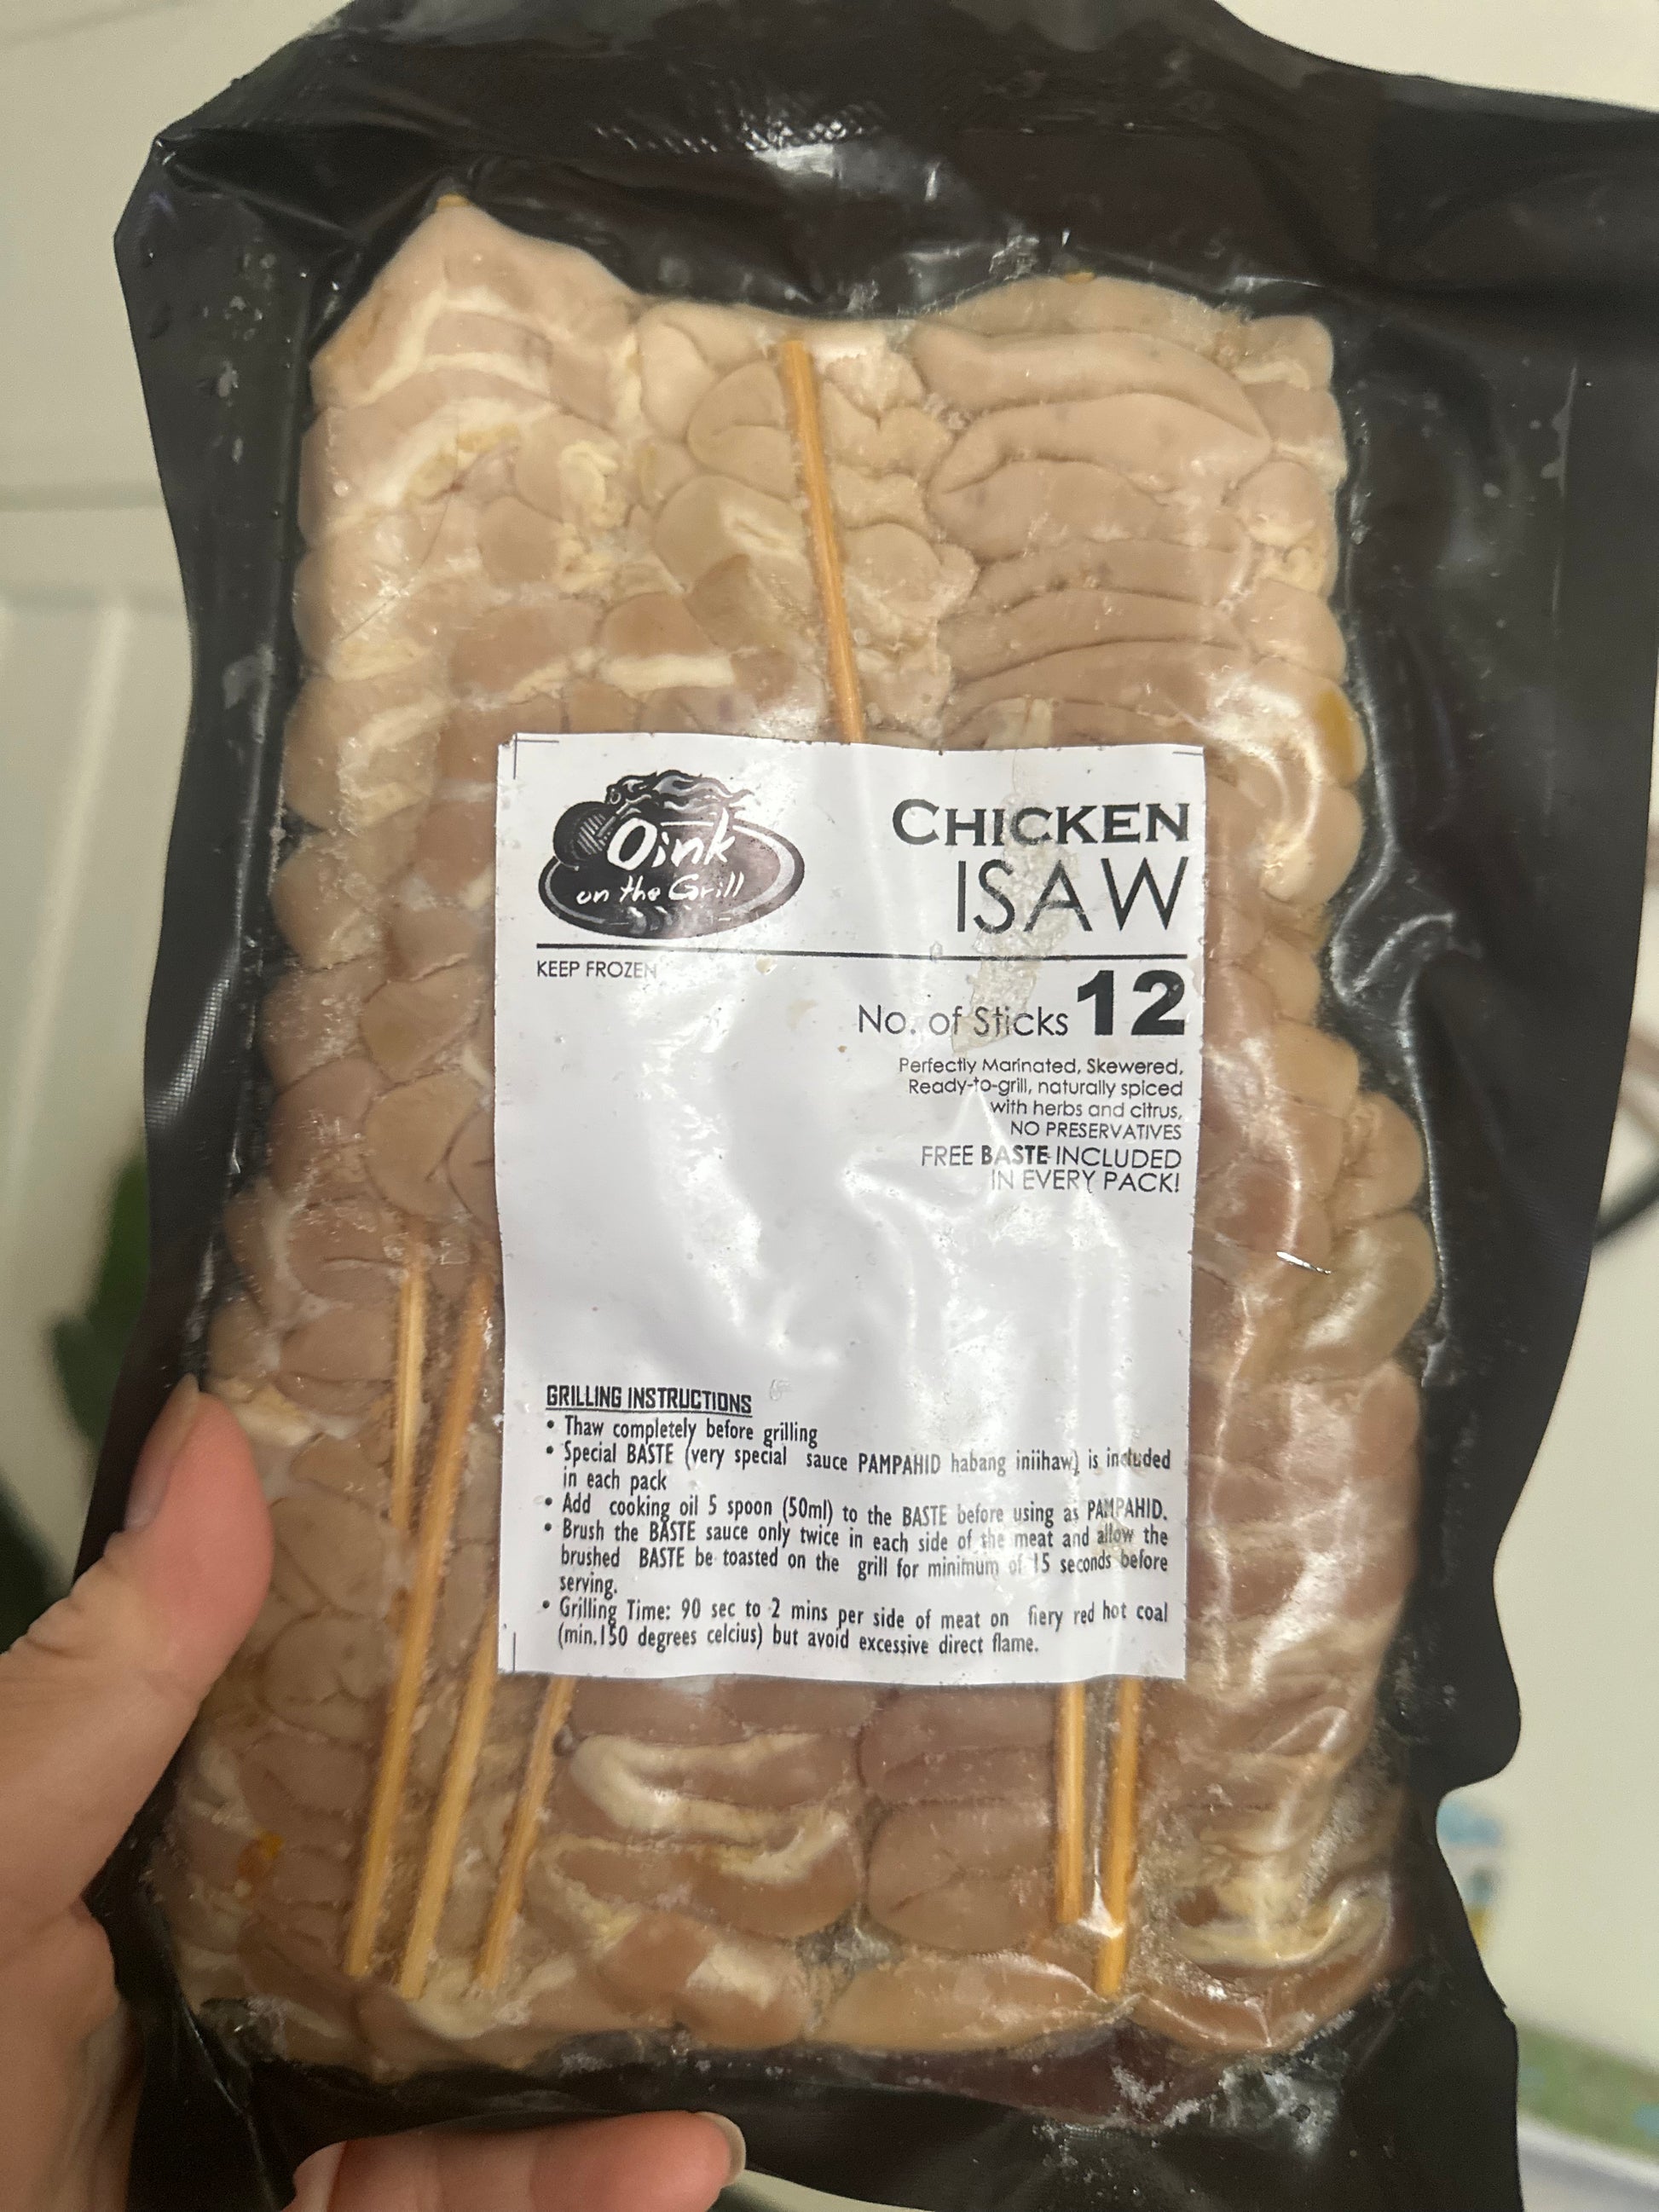 Oink
on the Grill
CHICKEN
ISAW
KEEP FROZEN
No. of Sticks 12
Perfectly Marinated, Skewered,
Ready-to-grill, naturally spiced
with herbs and citrus,
NO PRESERVATIVES
FREE BASTE INCLUDED
IN EVERY PACK!
GRILLING INSTRUCTIONS
• Thaw completely before grilling
• Special BASTE (very special sauce PAMPAHID habang iniihaw) is included
in each pack
• Add cooking oil 5 spoon (50ml) to the BASTE before using as PAMPAHID.
• Brush the BASTE sauce only twice in each side of the meat and allow the
brushed BASTE be toasted on the grill for minimum of 15 seconds before
serving.
• Grilling Time: 90 sec to 2 mins per side of meat on fiery red hot coal
(min.150 degrees celcius) but avoid excessive direct flame.